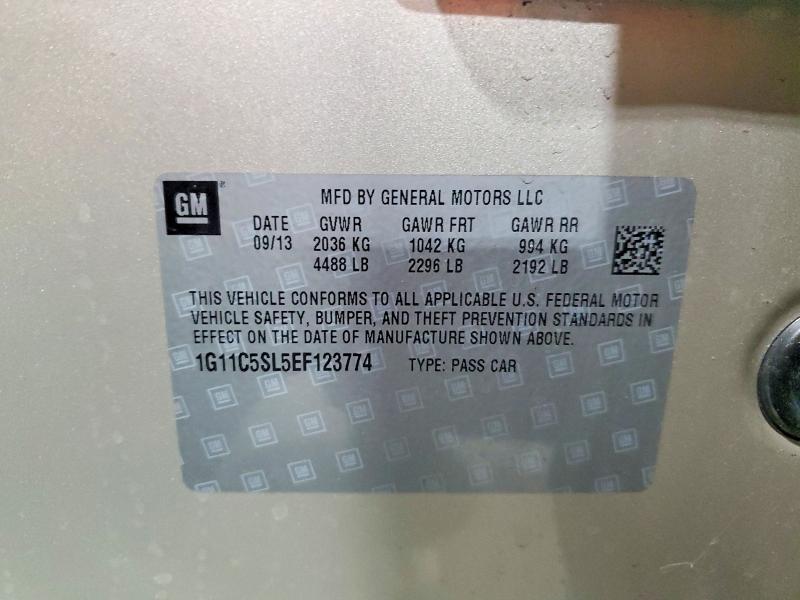 GM
MFD BY GENERAL MOTORS LLC
DATE GVWR GAWR FRT GAWR RR
09/13 2036 KG 1042 KG 994 KG
4488 LB 2296 LB 2192 LB
THIS VEHICLE CONFORMS TO ALL APPLICABLE U.S. FEDERAL MOTOR
VEHICLE SAFETY, BUMPER, AND THEFT PREVENTION STANDARDS IN
EFFECT ON THE DATE OF MANUFACTURE SHOWN ABOVE.
1G11C5SL5EF123774 TYPE: PASS CAR